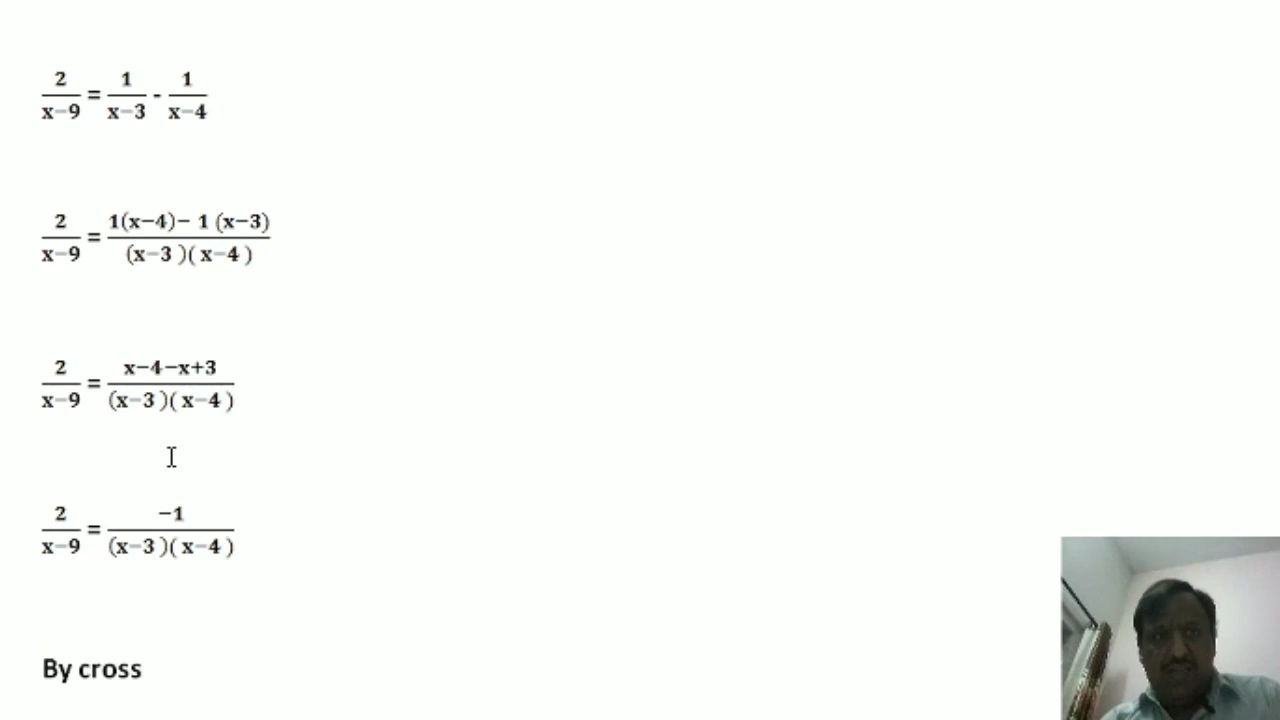 2/(x−9) = 1/(x−3) - 1/(x−4)
2/(x−9) = (1(x−4)− 1 (x−3))/((x−3 )( x−4 ))
2/(x−9) = (x−4−x+3)/((x−3 )( x−4 ))
2/(x−9) = −1/((x−3 )( x−4 ))
By cross